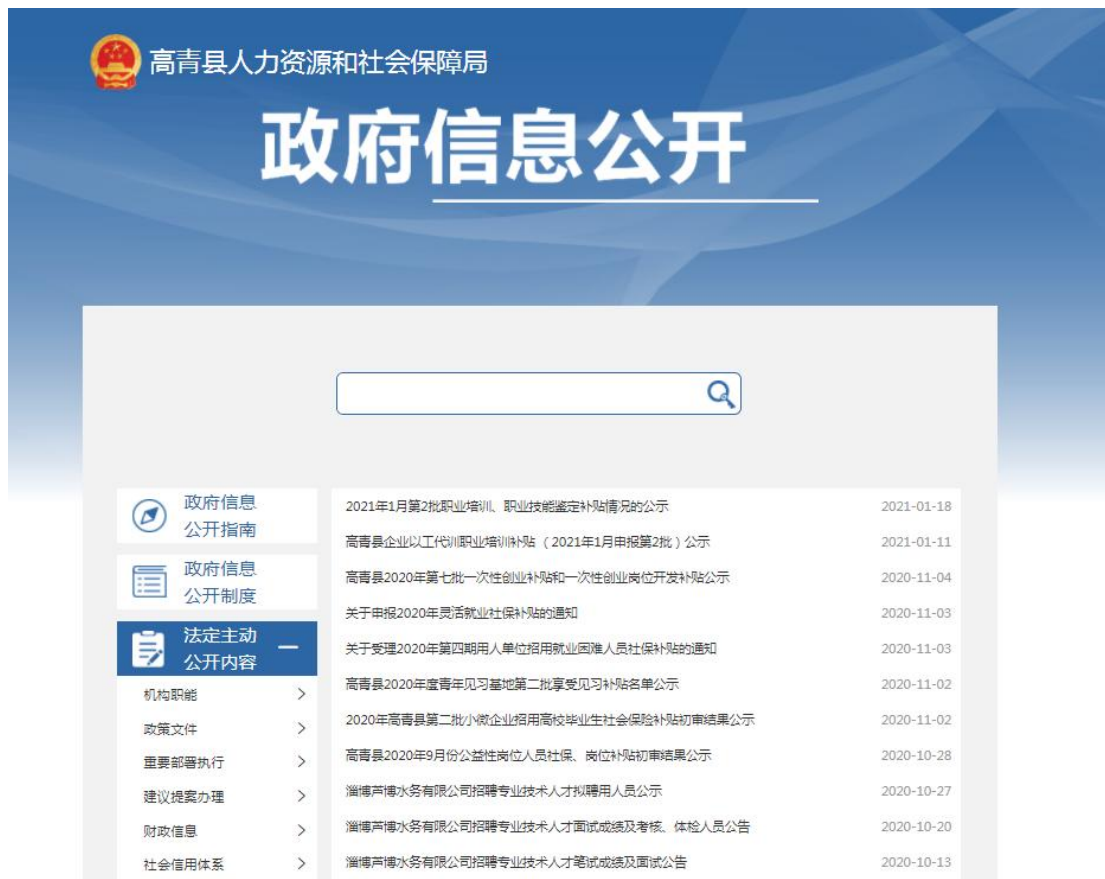 高青县人力资源和社会保障局
政府信息公开
政府信息
公开指南
政府信息
公开制度
法定主动
公开内容
机构职能
政策文件
重要部署执行
建议提案办理
财政信息
社会信用体系
2021年1月第2批职业培训、职业技能鉴定补贴情况的公示 2021-01-18
高青县企业以工代训职业培训补贴（2021年1月申报第2批）公示 2021-01-11
高青县2020年第七批一次性创业补贴和一次性创业岗位开发补贴公示 2020-11-04
关于申报2020年灵活就业社保补贴的通知 2020-11-03
关于受理2020年第四期用人单位招用就业困难人员社保补贴的通知 2020-11-03
高青县2020年度青年见习基地第二批享受见习补贴名单公示 2020-11-02
2020年高青县第二批小微企业招用高校毕业生社会保险补贴初审结果公示 2020-11-02
高青县2020年9月份公益性岗位人员社保、岗位补贴初审结果公示 2020-10-28
淄博芦博水务有限公司招聘专业技术人才拟聘用人员公示 2020-10-27
淄博芦博水务有限公司招聘专业技术人才面试成绩及考核、体检人员公告 2020-10-20
淄博芦博水务有限公司招聘专业技术人才笔试成绩及面试公告 2020-10-13